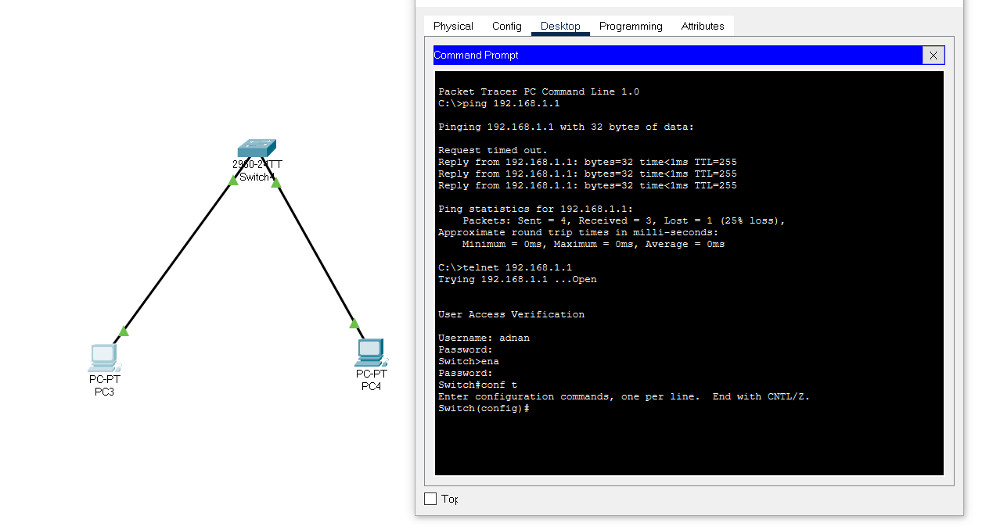 Physical Config Desktop Programming Attributes
Command Prompt
X
Packet Tracer PC Command Line 1.0
C:\>ping 192.168.1.1
Pinging 192.168.1.1 with 32 bytes of data:
Request timed out.
Reply from 192.168.1.1: bytes=32 time<1ms TTL=255
Reply from 192.168.1.1: bytes=32 time<1ms TTL=255
Reply from 192.168.1.1: bytes=32 time<1ms TTL=255
Ping statistics for 192.168.1.1:
Packets: Sent = 4, Received = 3, Lost = 1 (25% loss),
Approximate round trip times in milli-seconds:
Minimum = 0ms, Maximum = 0ms, Average = 0ms
C:\>telnet 192.168.1.1
Trying 192.168.1.1 ...Open
User Access Verification
Username: adnan
Password:
Switch>ena
Password:
Switch#conf t
Enter configuration commands, one per line.  End with CNTL/Z.
Switch(config)#
Top
2960-24TT
Switch4
PC-PT
PC3
PC-PT
PC4